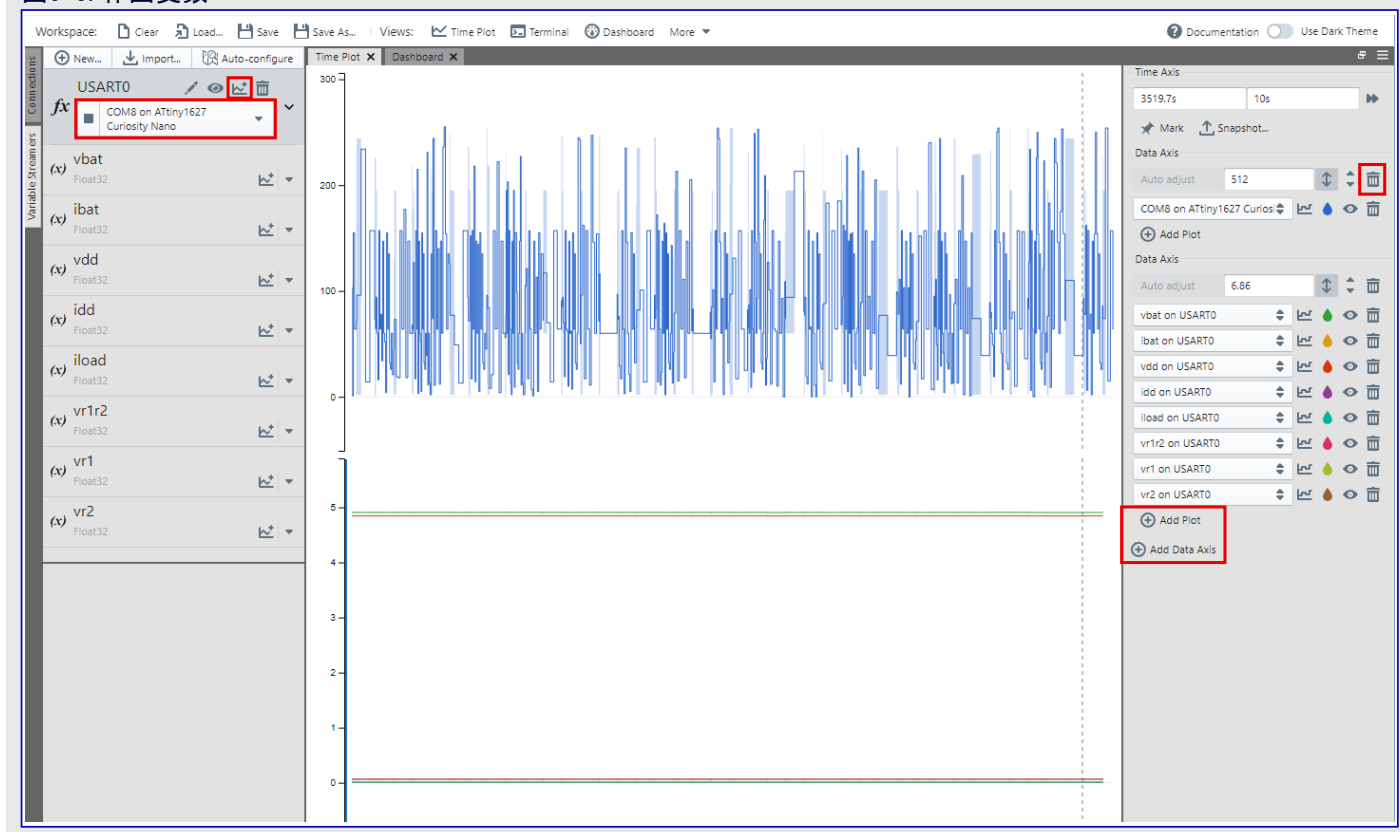 Workspace: Clear Load... Save Save As... Views: Time Plot Terminal Dashboard More Documentation Use Dark Theme
Connections
Variable Streamers
New... Import... Auto-configure
fx USART0
COM8 on ATtiny1627
Curiosity Nano
(x) vbat
Float32
(x) ibat
Float32
(x) vdd
Float32
(x) idd
Float32
(x) iload
Float32
(x) vr1r2
Float32
(x) vr1
Float32
(x) vr2
Float32
Time Plot Dashboard
300
200
100
0
5
4
3
2
1
0
Time Axis
3519.7s 10s
Mark Snapshot...
Data Axis
Auto adjust 512
COM8 on ATtiny1627 Curiosi
Add Plot
Data Axis
Auto adjust 6.86
vbat on USART0
ibat on USART0
vdd on USART0
idd on USART0
iload on USART0
vr1r2 on USART0
vr1 on USART0
vr2 on USART0
Add Plot
Add Data Axis